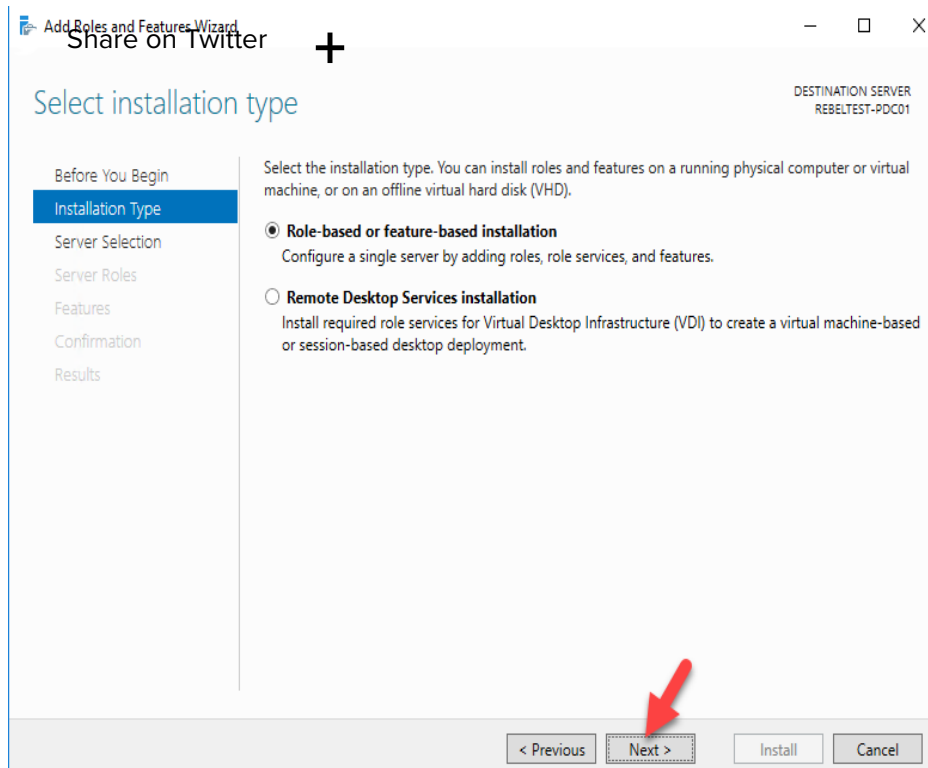 Add Roles and Features Wizard
Share on Twitter +
Select installation type
DESTINATION SERVER
REBELTEST-PDC01
Before You Begin
Installation Type
Server Selection
Server Roles
Features
Confirmation
Results
Select the installation type. You can install roles and features on a running physical computer or virtual
machine, or on an offline virtual hard disk (VHD).
Role-based or feature-based installation
Configure a single server by adding roles, role services, and features.
Remote Desktop Services installation
Install required role services for Virtual Desktop Infrastructure (VDI) to create a virtual machine-based
or session-based desktop deployment.
< Previous Next > Install Cancel